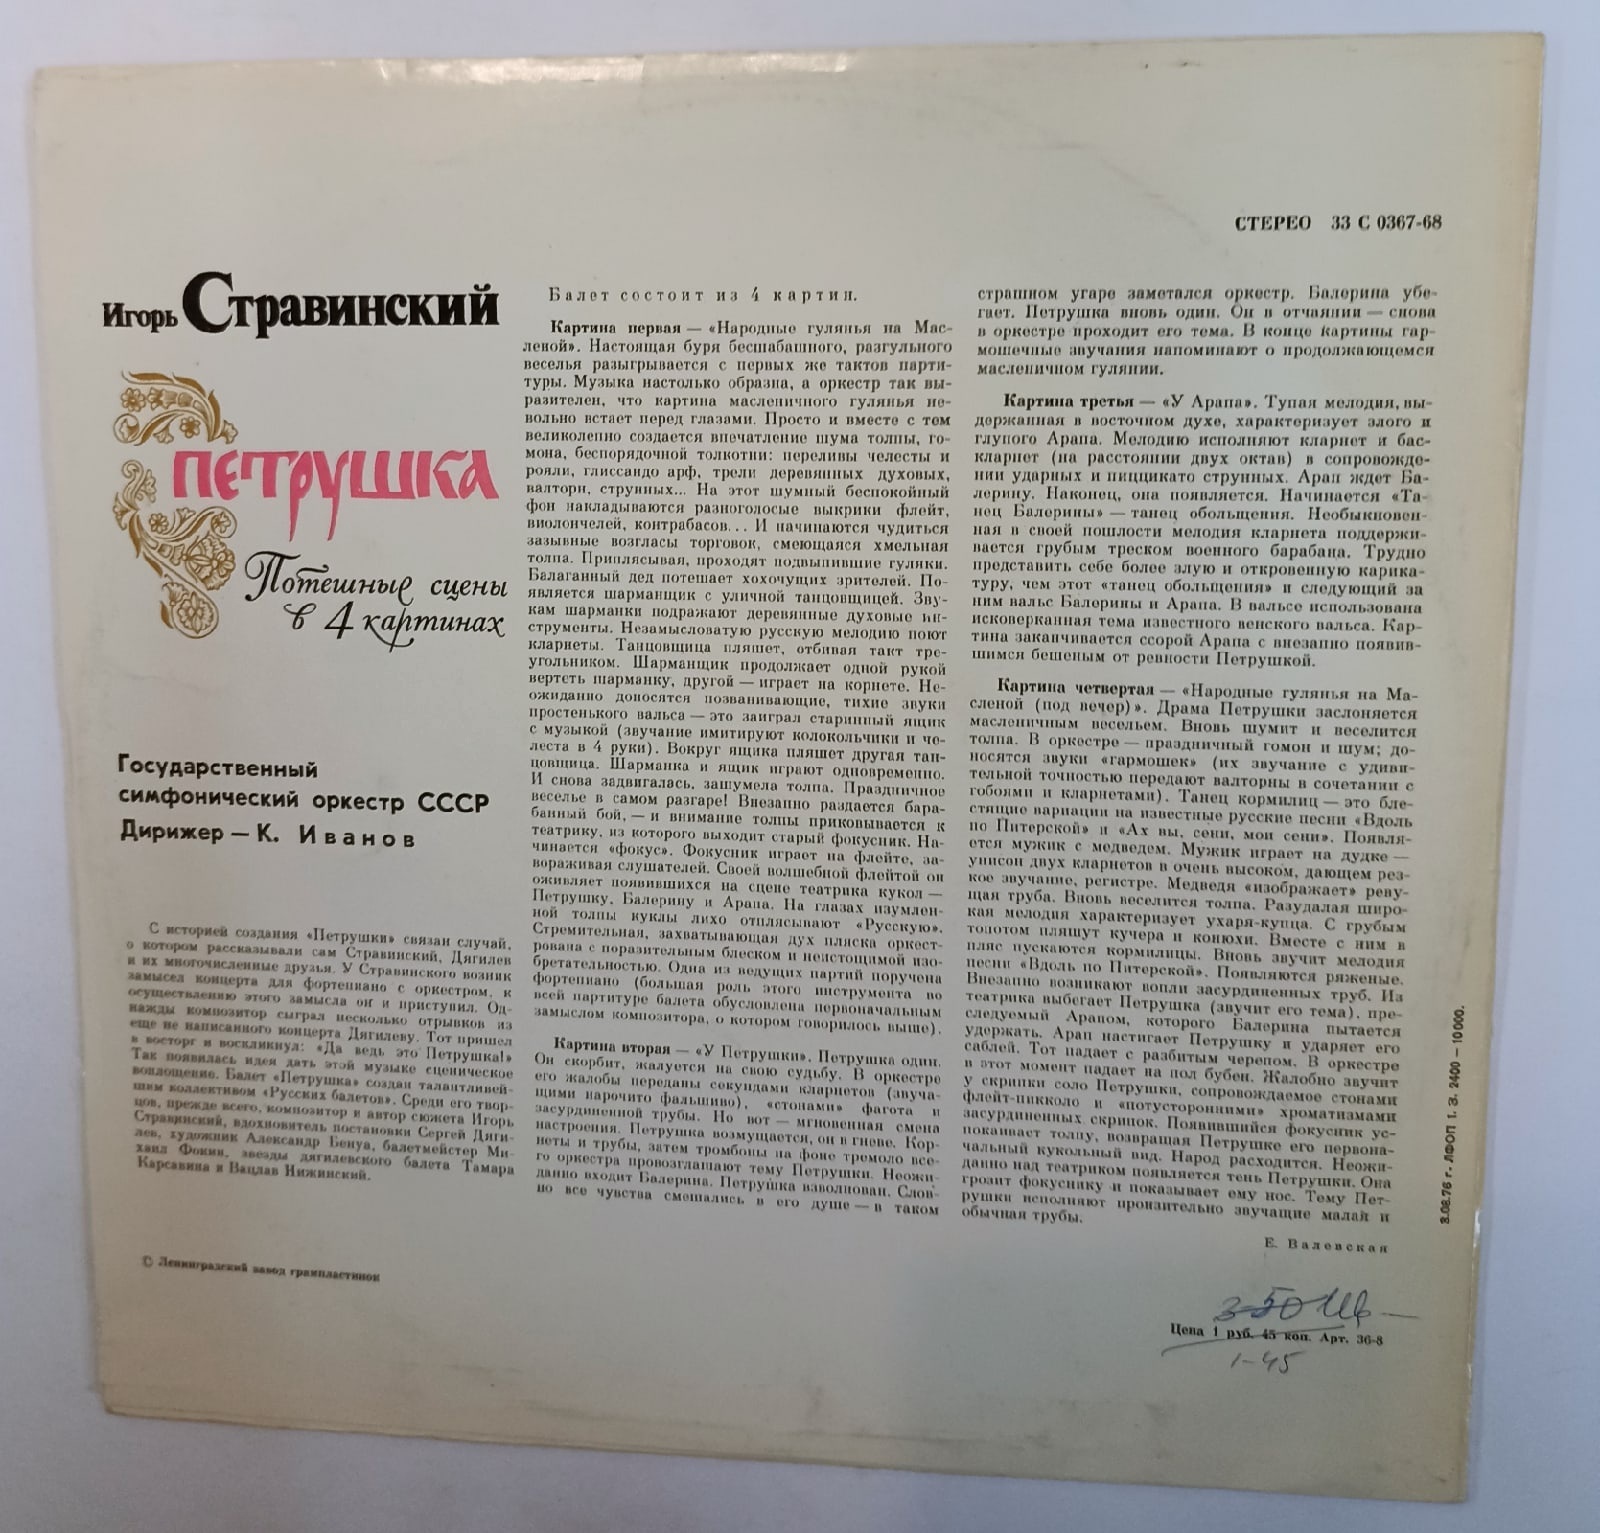 СТЕРЕО 33 С 0367-68
Игорь Стравинский
ПЕТРУШКА
Потешные сцены
в 4 картинах
Государственный
симфонический оркестр СССР
Дирижер — К. Иванов
С историей создания «Петрушки» связан случай,
о котором рассказывали сам Стравинский, Дягилев
и их многочисленные друзья. У Стравинского возник
замысел концерта для фортепиано с оркестром, к
осуществлению этого замысла он и приступил. Од-
нажды композитор сыграл несколько отрывков из
еще не написанного концерта Дягилеву. Тот пришел
в восторг и воскликнул: «Да ведь это Петрушка!»
Так появилась идея дать этой музыке сценическое
воплощение. Балет «Петрушка» создан талантливей-
шим коллективом «Русских балетов». Среди его твор-
цов, прежде всего, композитор и автор сюжета Игорь
Стравинский, вдохновитель постановки Сергей Дяги-
лев, художник Александр Бенуа, балетмейстер Ми-
хаил Фокин, звезды дягилевского балета Тамара
Карсавина и Вацлав Нижинский.
© Ленинградский завод грампластинок
Балет состоит из 4 картин.
Картина первая — «Народные гулянья на Мас-
леной». Настоящая буря бесшабашного, разгульного
веселья разыгрывается с первых же тактов парти-
туры. Музыка настолько образна, а оркестр так вы-
разителен, что картина масленичного гулянья не-
вольно встает перед глазами. Просто и вместе с тем
великолепно создается впечатление шума толпы, го-
мона, беспорядочной толкотни: переливы челесты и
рояли, глиссандо арф, трели деревянных духовых,
валторн, струнных... На этот шумный беспокойный
фон накладываются разноголосые выкрики флейт,
виолончелей, контрабасов... И начинаются чудиться
зазывные возгласы торговок, смеющаяся хмельная
толпа. Приплясывая, проходят подвыпившие гуляки.
Балаганный дед потешает хохочущих зрителей. По-
является шарманщик с уличной танцовщицей. Зву-
кам шарманки подражают деревянные духовые ин-
струменты. Незамысловатую русскую мелодию поют
кларнеты. Танцовщица пляшет, отбивая такт тре-
угольником. Шарманщик продолжает одной рукой
вертеть шарманку, другой — играет на корнете. Не-
ожиданно доносятся позванивающие, тихие звуки
простенького вальса — это заиграл старинный ящик
с музыкой (звучание имитируют колокольчики и че-
леста в 4 руки). Вокруг ящика пляшет другая тан-
цовщица. Шарманка и ящик играют одновременно.
И снова задвигалась, зашумела толпа. Праздничное
веселье в самом разгаре! Внезапно раздается бара-
банный бой, — и внимание толпы приковывается к
театрику, из которого выходит старый фокусник. На-
чинается «фокус». Фокусник играет на флейте, за-
вораживая слушателей. Своей волшебной флейтой он
оживляет появившихся на сцене театрика кукол —
Петрушку, Балерину и Арапа. На глазах изумлен-
ной толпы куклы лихо отплясывают «Русскую».
Стремительная, захватывающая дух пляска оркест-
рована с поразительным блеском и неистощимой изо-
бретательностью. Одна из ведущих партий поручена
фортепиано (большая роль этого инструмента во
всей партитуре балета обусловлена первоначальным
замыслом композитора, о котором говорилось выше).
Картина вторая — «У Петрушки». Петрушка один.
Он скорбит, жалуется на свою судьбу. В оркестре
его жалобы переданы секундами кларнетов (звуча-
щими нарочито фальшиво), «стонами» фагота и
засурдиненной трубы. Но вот — мгновенная смена
настроения. Петрушка возмущается, он в гневе. Кор-
неты и трубы, затем тромбоны на фоне тремоло все-
го оркестра провозглашают тему Петрушки. Неожи-
данно входит Балерина. Петрушка взволнован. Слов-
но все чувства смешались в его душе — в таком
страшном угаре заметался оркестр. Балерина убе-
гает. Петрушка вновь один. Он в отчаянии — снова
в оркестре проходит его тема. В конце картины гар-
мошечные звучания напоминают о продолжающемся
масленичном гулянии.
Картина третья — «У Арапа». Тупая мелодия, вы-
держанная в восточном духе, характеризует злого и
глупого Арапа. Мелодию исполняют кларнет и бас-
кларнет (на расстоянии двух октав) в сопровожде-
нии ударных и пиццикато струнных. Арап ждет Ба-
лерину. Наконец, она появляется. Начинается «Та-
нец Балерины» — танец обольщения. Необыкновен-
ная в своей пошлости мелодия кларнета поддержи-
вается грубым треском военного барабана. Трудно
представить себе более злую и откровенную карика-
туру, чем этот «танец обольщения» и следующий за
ним вальс Балерины и Арапа. В вальсе использована
исковерканная тема известного венского вальса. Кар-
тина заканчивается ссорой Арапа с внезапно появив-
шимся бешеным от ревности Петрушкой.
Картина четвертая — «Народные гулянья на Ма-
сленой (под вечер)». Драма Петрушки заслоняется
масленичным весельем. Вновь шумит и веселится
толпа. В оркестре — праздничный гомон и шум; до-
носятся звуки «гармошек» (их звучание с удиви-
тельной точностью передают валторны в сочетании с
гобоями и кларнетами). Танец кормилиц — это бле-
стящие вариации на известные русские песни «Вдоль
по Питерской» и «Ах вы, сени, мои сени». Появля-
ется мужик с медведем. Мужик играет на дудке —
унисон двух кларнетов в очень высоком, дающем рез-
кое звучание, регистре. Медведя «изображает» реву-
щая труба. Вновь веселится толпа. Разудалая широ-
кая мелодия характеризует ухаря-купца. С грубым
топотом пляшут кучера и конюхи. Вместе с ним в
пляс пускаются кормилицы. Вновь звучит мелодия
песни «Вдоль по Питерской». Появляются ряженые.
Внезапно возникают вопли засурдиненных труб. Из
театрика выбегает Петрушка (звучит его тема), пре-
следуемый Арапом, которого Балерина пытается
удержать. Арап настигает Петрушку и ударяет его
саблей. Тот падает с разбитым черепом. В оркестре
в этот момент падает на пол бубен. Жалобно звучит
у скрипки соло Петрушки, сопровождаемое стонами
флейт-пикколо и «потусторонними» хроматизмами
засурдиненных скрипок. Появившийся фокусник ус-
покаивает толпу, возвращая Петрушке его первона-
чальный кукольный вид. Народ расходится. Неожи-
данно над театриком появляется тень Петрушки. Она
грозит фокуснику и показывает ему нос. Тему Пет-
рушки исполняют пронзительно звучащие малая и
обычная трубы.
Е. Валевская
3-50
Цена 1 руб. 45 коп. Арт. 36-8
1-45
3.08.76 г. ЛФОП 1. З. 2400 — 10000.